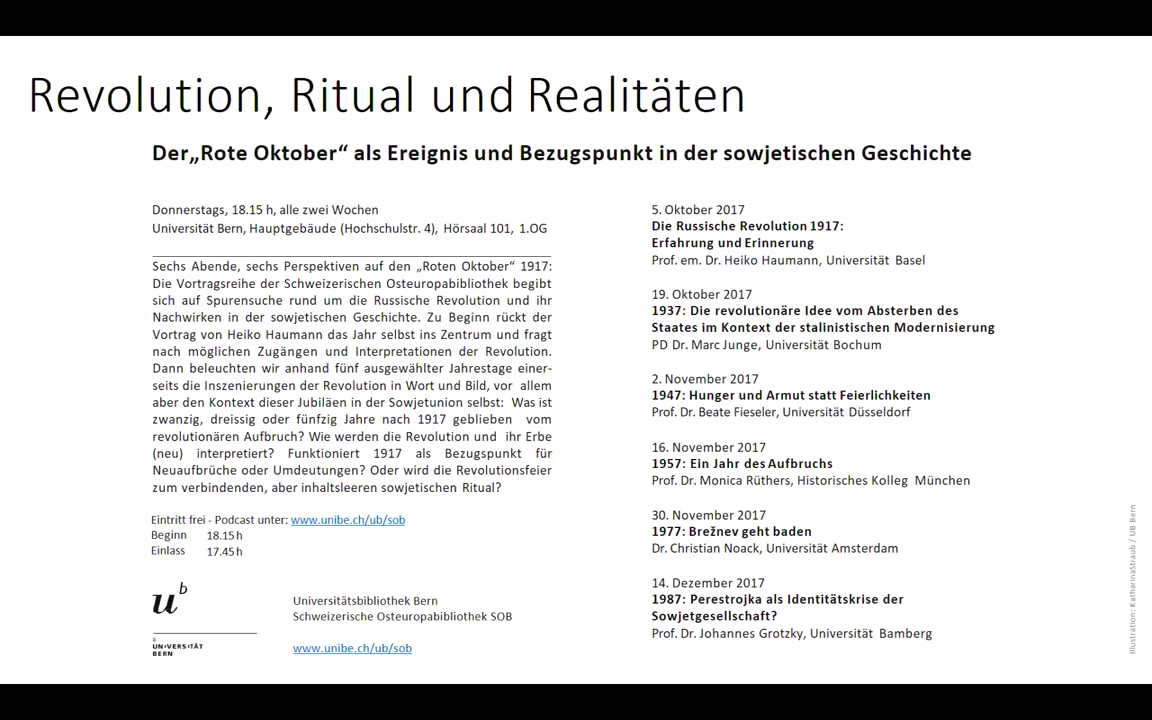 Revolution, Ritual und Realitäten
Der„Rote Oktober“ als Ereignis und Bezugspunkt in der sowjetischen Geschichte
Donnerstags, 18.15 h, alle zwei Wochen
Universität Bern, Hauptgebäude (Hochschulstr. 4), Hörsaal 101, 1.OG
Sechs Abende, sechs Perspektiven auf den „Roten Oktober“ 1917:
Die Vortragsreihe der Schweizerischen Osteuropabibliothek begibt
sich auf Spurensuche rund um die Russische Revolution und ihr
Nachwirken in der sowjetischen Geschichte. Zu Beginn rückt der
Vortrag von Heiko Haumann das Jahr selbst ins Zentrum und fragt
nach möglichen Zugängen und Interpretationen der Revolution.
Dann beleuchten wir anhand fünf ausgewählter Jahrestage einer-
seits die Inszenierungen der Revolution in Wort und Bild, vor allem
aber den Kontext dieser Jubiläen in der Sowjetunion selbst: Was ist
zwanzig, dreissig oder fünfzig Jahre nach 1917 geblieben vom
revolutionären Aufbruch? Wie werden die Revolution und ihr Erbe
(neu) interpretiert? Funktioniert 1917 als Bezugspunkt für
Neuaufbrüche oder Umdeutungen? Oder wird die Revolutionsfeier
zum verbindenden, aber inhaltsleeren sowjetischen Ritual?
Eintritt frei - Podcast unter: www.unibe.ch/ub/sob
Beginn 18.15 h
Einlass 17.45 h
u b
b
UNIVERSITÄT
BERN
Universitätsbibliothek Bern
Schweizerische Osteuropabibliothek SOB
www.unibe.ch/ub/sob
5. Oktober 2017
Die Russische Revolution 1917:
Erfahrung und Erinnerung
Prof. em. Dr. Heiko Haumann, Universität Basel
19. Oktober 2017
1937: Die revolutionäre Idee vom Absterben des
Staates im Kontext der stalinistischen Modernisierung
PD Dr. Marc Junge, Universität Bochum
2. November 2017
1947: Hunger und Armut statt Feierlichkeiten
Prof. Dr. Beate Fieseler, Universität Düsseldorf
16. November 2017
1957: Ein Jahr des Aufbruchs
Prof. Dr. Monica Rüthers, Historisches Kolleg München
30. November 2017
1977: Brežnev geht baden
Dr. Christian Noack, Universität Amsterdam
14. Dezember 2017
1987: Perestrojka als Identitätskrise der
Sowjetgesellschaft?
Prof. Dr. Johannes Grotzky, Universität Bamberg
Illustration: KatharinaStraub / UB Bern